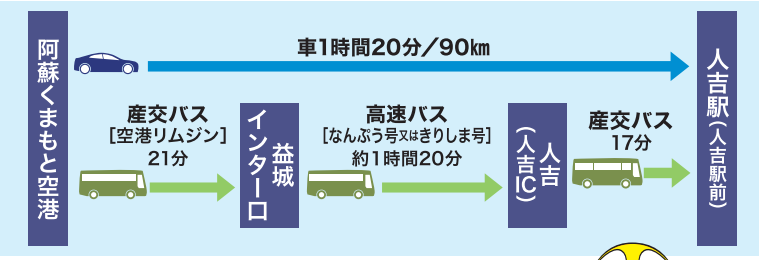 阿蘇くまもと空港
車1時間20分／90㎞
産交バス
[空港リムジン]
21分
益城
インター口
高速バス
[なんぷう号又はきりしま号]
約1時間20分
人吉
(人吉IC)
産交バス
17分
人吉駅(人吉駅前)